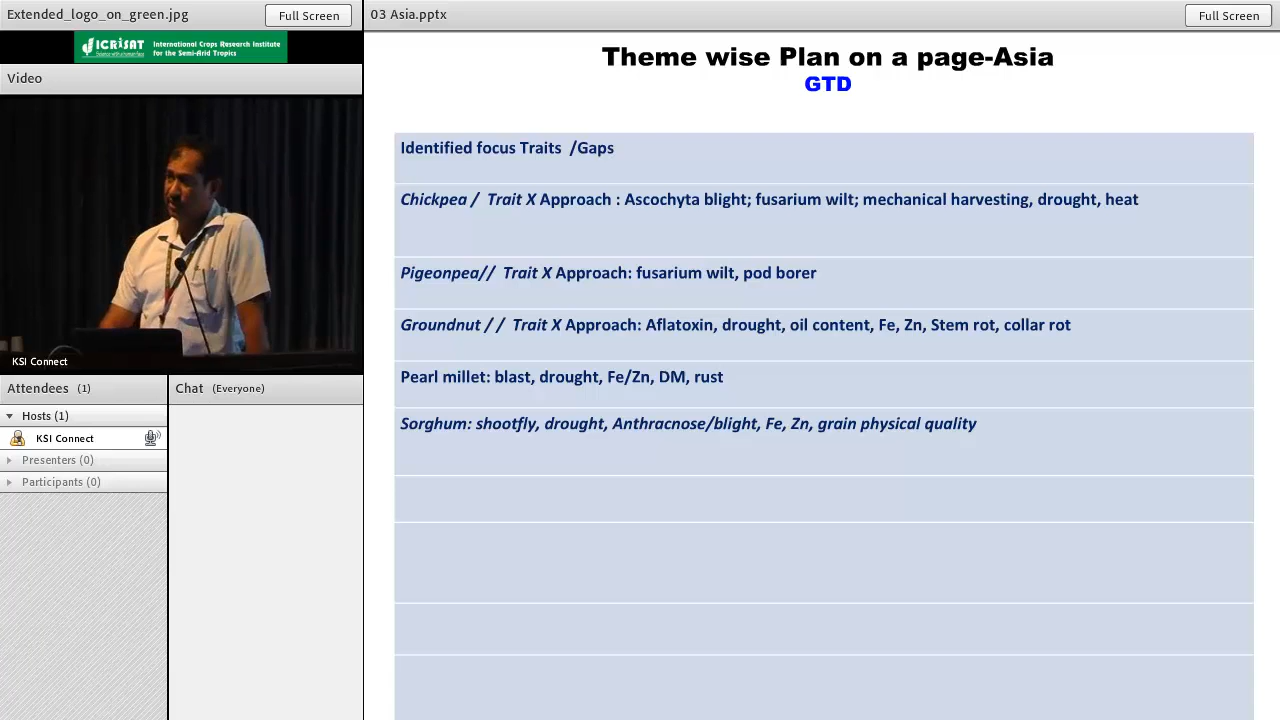 Extended_logo_on_green.jpg
Full Screen
ICRISAT
Science with a human face
International Crops Research Institute
for the Semi-Arid Tropics
Video
KSI Connect
Attendees (1)
Hosts (1)
KSI Connect
Presenters (0)
Participants (0)
Chat (Everyone)
03 Asia.pptx
Full Screen
Theme wise Plan on a page-Asia
GTD
Identified focus Traits /Gaps
Chickpea / Trait X Approach : Ascochyta blight; fusarium wilt; mechanical harvesting, drought, heat
Pigeonpea// Trait X Approach: fusarium wilt, pod borer
Groundnut / / Trait X Approach: Aflatoxin, drought, oil content, Fe, Zn, Stem rot, collar rot
Pearl millet: blast, drought, Fe/Zn, DM, rust
Sorghum: shootfly, drought, Anthracnose/blight, Fe, Zn, grain physical quality